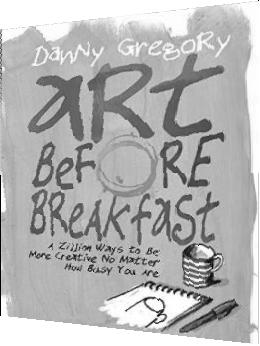 Danny Gregory
art
BeFORE
BReakfast
A Zillion Ways to Be
More Creative No Matter
How Busy You Are